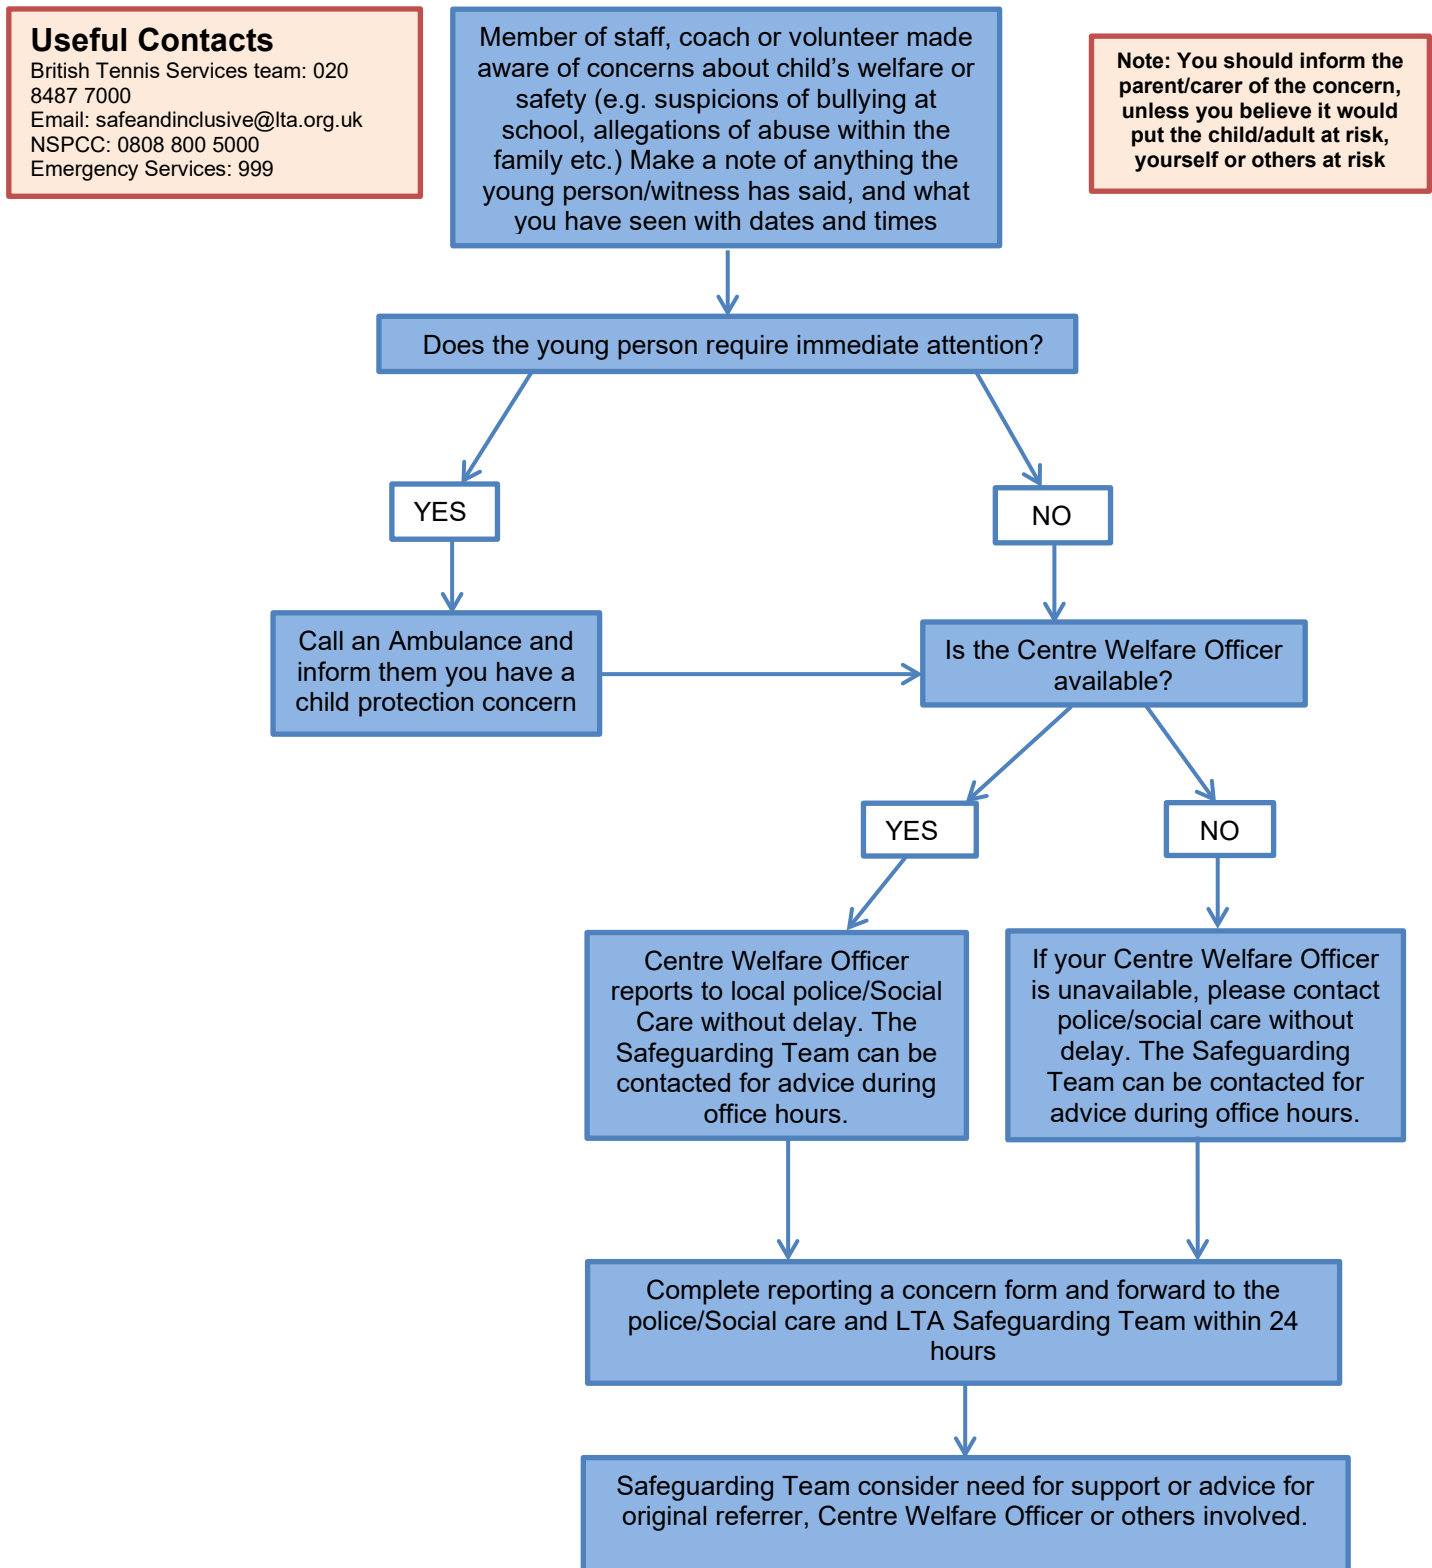 Useful Contacts
British Tennis Services team: 020
8487 7000
Email: safeandinclusive@lta.org.uk
NSPCC: 0808 800 5000
Emergency Services: 999
Member of staff, coach or volunteer made
aware of concerns about child’s welfare or
safety (e.g. suspicions of bullying at
school, allegations of abuse within the
family etc.) Make a note of anything the
young person/witness has said, and what
you have seen with dates and times
Note: You should inform the
parent/carer of the concern,
unless you believe it would
put the child/adult at risk,
yourself or others at risk
Does the young person require immediate attention?
YES
NO
Call an Ambulance and
inform them you have a
child protection concern
Is the Centre Welfare Officer
available?
YES
NO
Centre Welfare Officer
reports to local police/Social
Care without delay. The
Safeguarding Team can be
contacted for advice during
office hours.
If your Centre Welfare Officer
is unavailable, please contact
police/social care without
delay. The Safeguarding
Team can be contacted for
advice during office hours.
Complete reporting a concern form and forward to the
police/Social care and LTA Safeguarding Team within 24
hours
Safeguarding Team consider need for support or advice for
original referrer, Centre Welfare Officer or others involved.